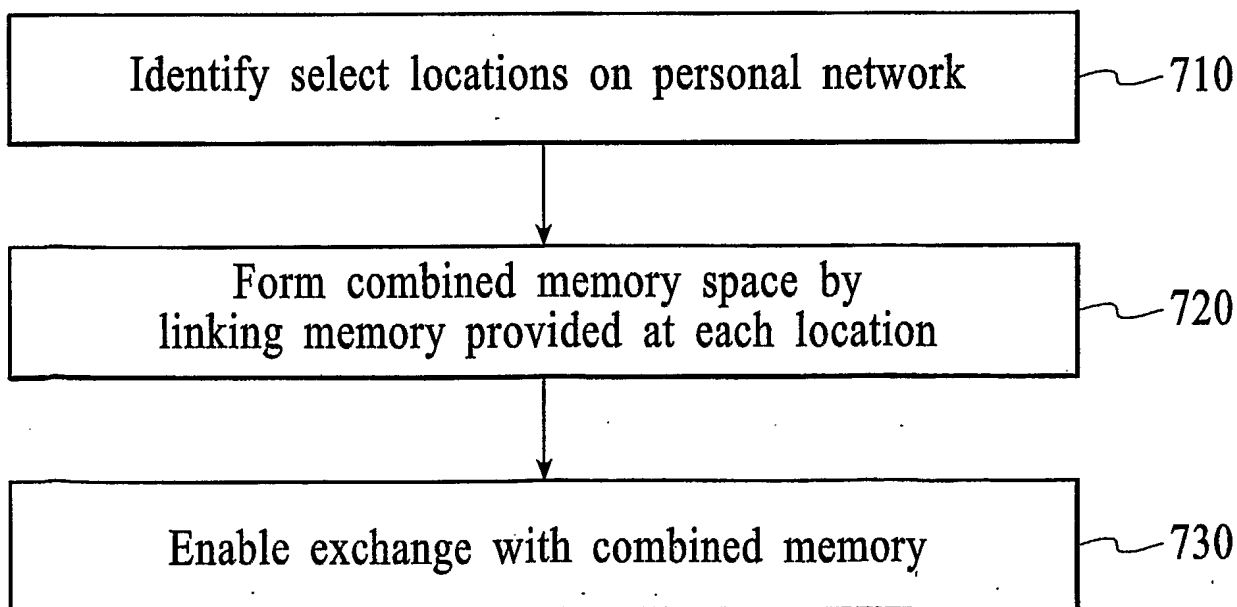 Identify select locations on personal network
710
Form combined memory space by
linking memory provided at each location
720
Enable exchange with combined memory
730